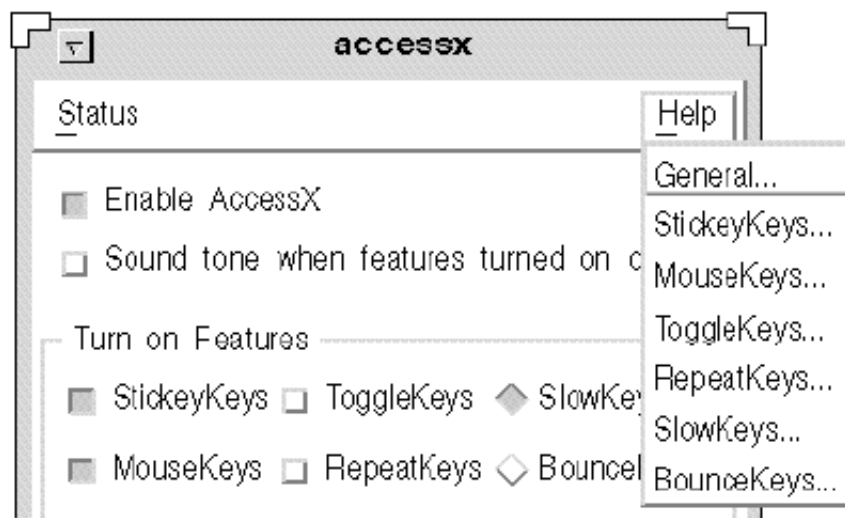 accessx
Status
Help
Enable AccessX
Sound tone when features turned on
Turn on Features
StickeyKeys ToggleKeys
MouseKeys RepeatKeys
General...
StickeyKeys...
MouseKeys...
ToggleKeys...
RepeatKeys...
SlowKeys...
BounceKeys...